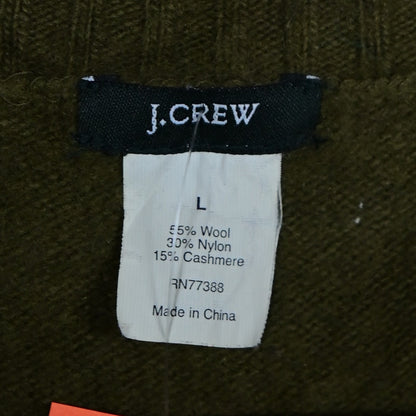 J.CREW
L
55% Wool
30% Nylon
15% Cashmere
RN77388
Made in China